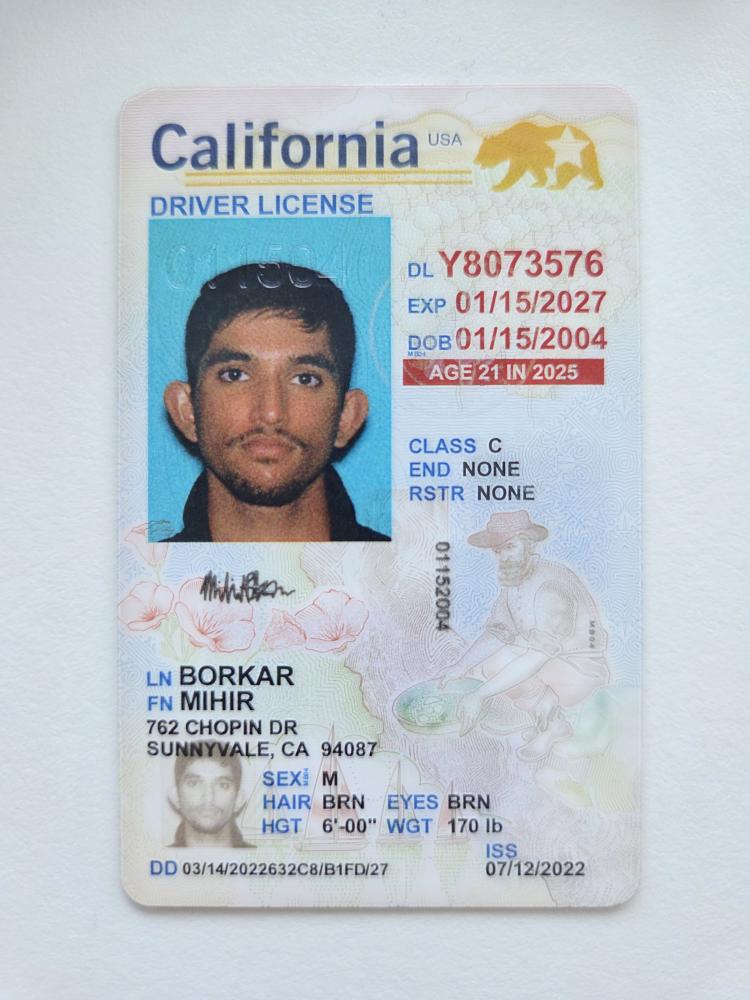 California USA
DRIVER LICENSE
011504
DL Y8073576
EXP 01/15/2027
DOB 01/15/2004
AGE 21 IN 2025
CLASS C
END NONE
RSTR NONE
01152004
LN BORKAR
FN MIHIR
762 CHOPIN DR
SUNNYVALE, CA 94087
SEX M
HAIR BRN EYES BRN
HGT 6'-00" WGT 170 lb
ISS
DD 03/14/2022632C8/B1FD/27 07/12/2022